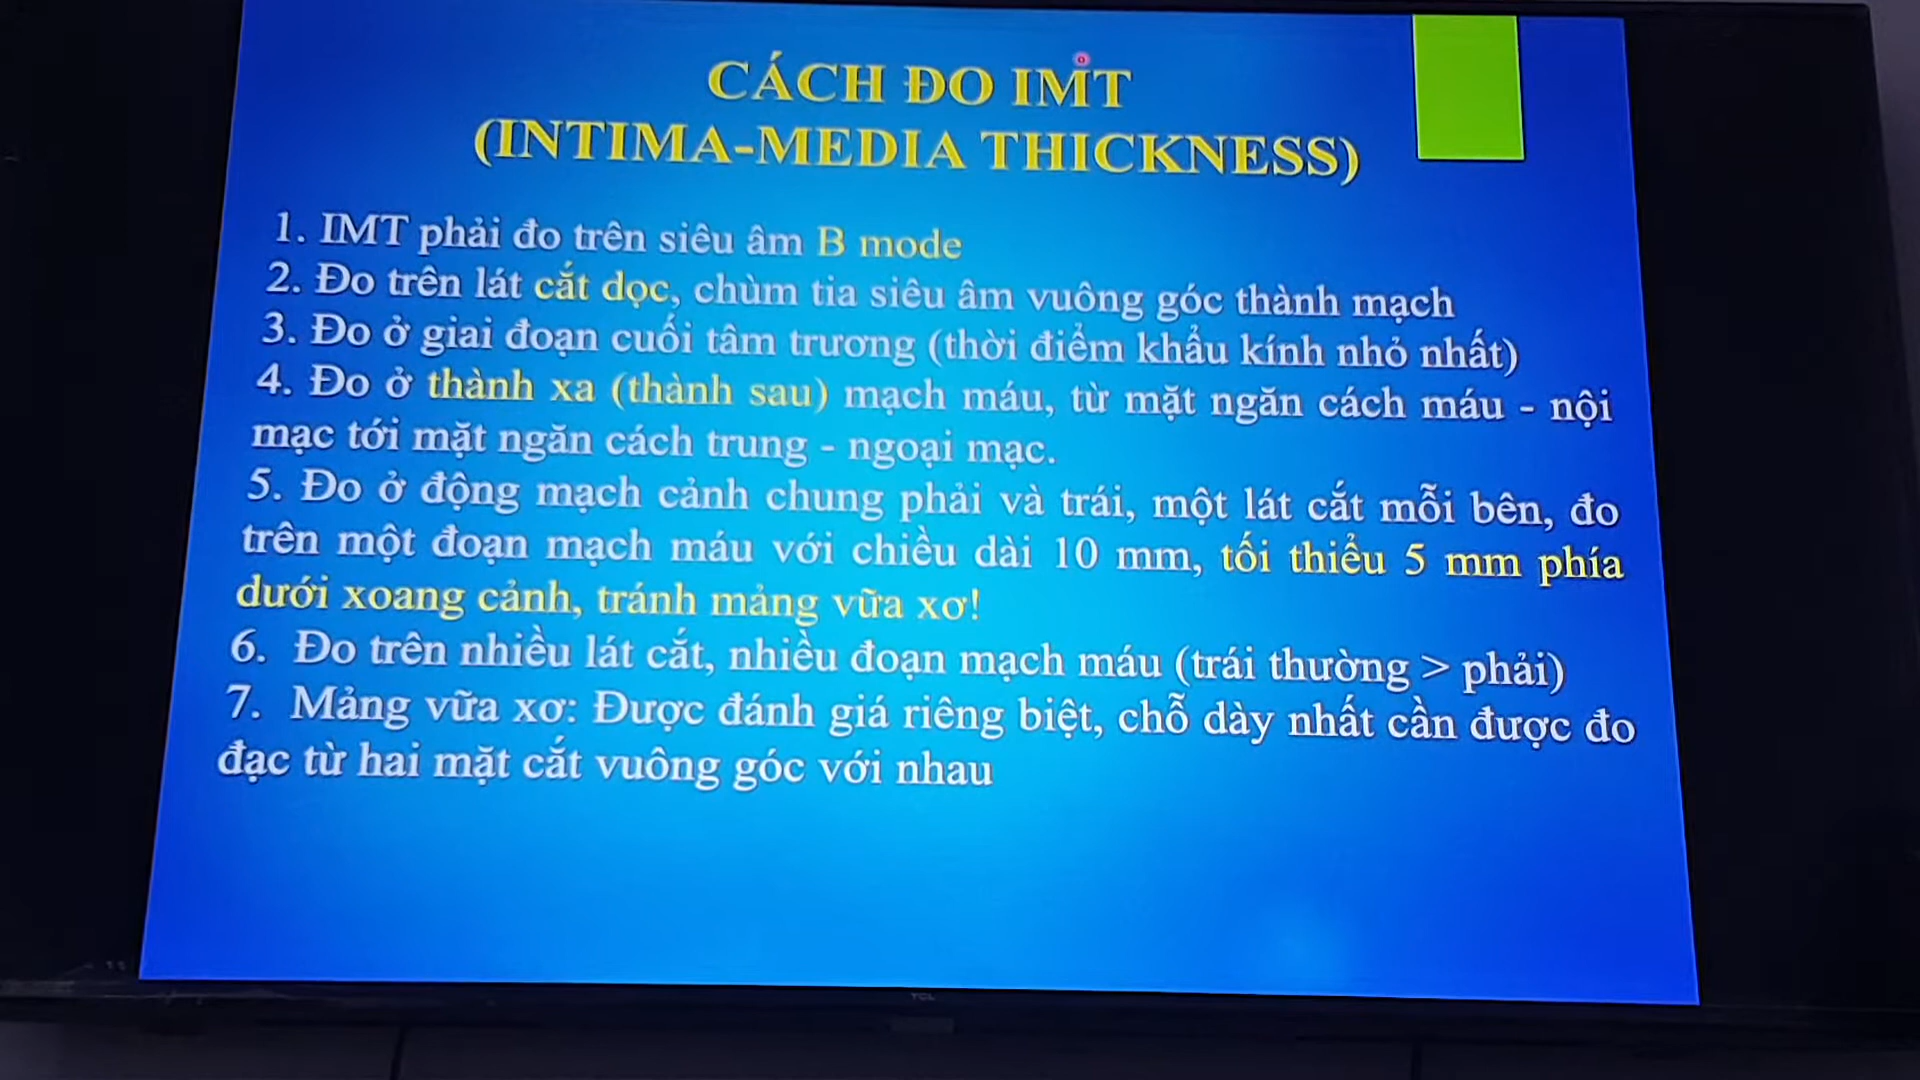 CÁCH ĐO IMT
(INTIMA-MEDIA THICKNESS)
1. IMT phải đo trên siêu âm B mode
2. Đo trên lát cắt dọc, chùm tia siêu âm vuông góc thành mạch
3. Đo ở giai đoạn cuối tâm trương (thời điểm khẩu kính nhỏ nhất)
4. Đo ở thành xa (thành sau) mạch máu, từ mặt ngăn cách máu - nội
mạc tới mặt ngăn cách trung - ngoại mạc.
5. Đo ở động mạch cảnh chung phải và trái, một lát cắt mỗi bên, đo
trên một đoạn mạch máu với chiều dài 10 mm, tối thiểu 5 mm phía
dưới xoang cảnh, tránh mảng vữa xơ!
6. Đo trên nhiều lát cắt, nhiều đoạn mạch máu (trái thường > phải)
7. Mảng vữa xơ: Được đánh giá riêng biệt, chỗ dày nhất cần được đo
đạc từ hai mặt cắt vuông góc với nhau
TCL